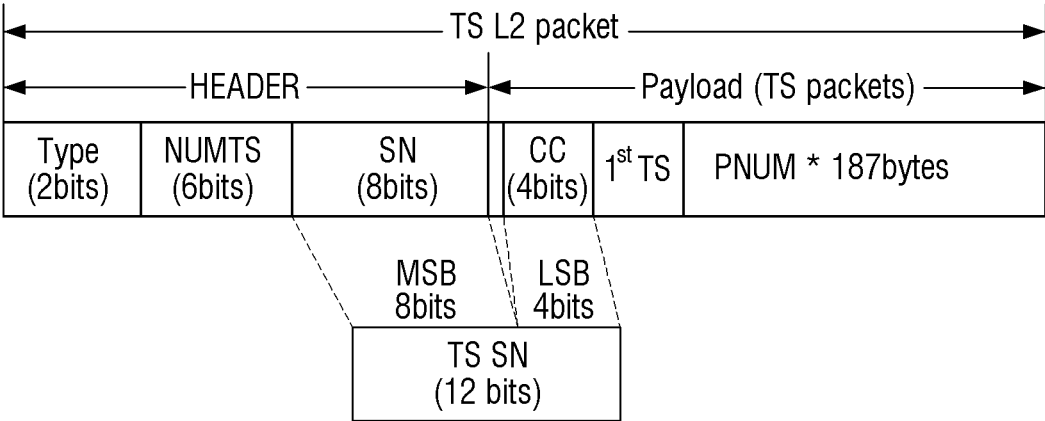 TS L2 packet
HEADER
Payload (TS packets)
Type
(2bits)
NUMTS
(6bits)
SN
(8bits)
CC
(4bits)
1st TS
PNUM * 187bytes
MSB
8bits
LSB
4bits
TS SN
(12 bits)